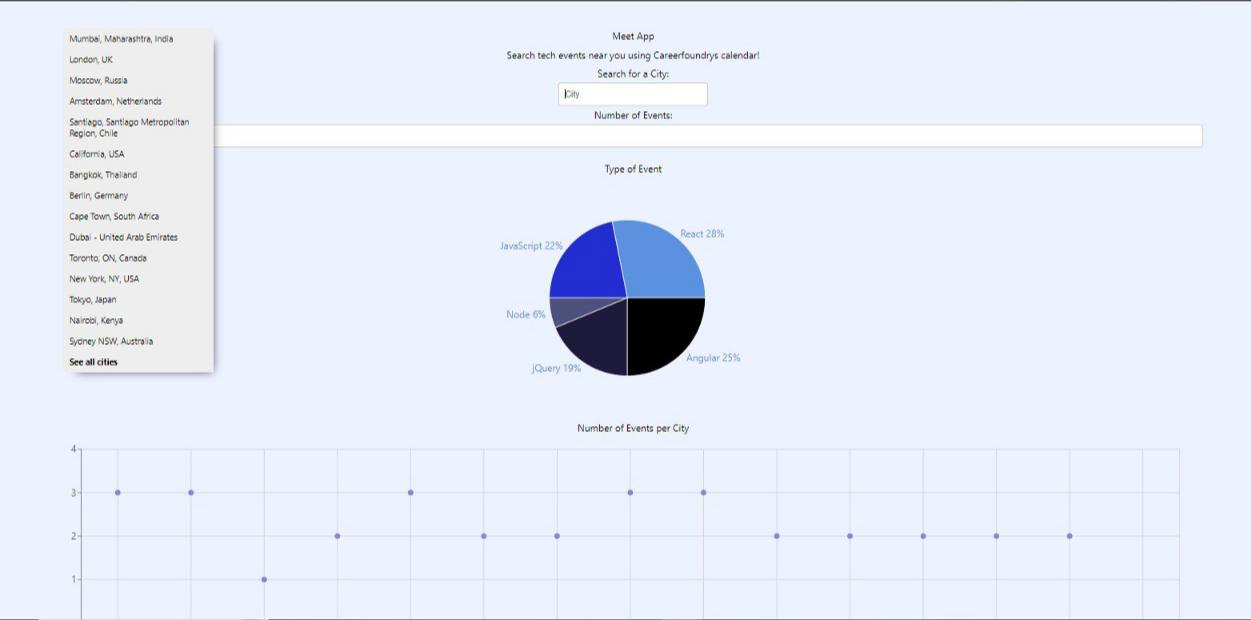 Mumbai, Maharashtra, India
London, UK
Moscow, Russia
Amsterdam, Netherlands
Santiago, Santiago Metropolitan
Region, Chile
California, USA
Bangkok, Thailand
Berlin, Germany
Cape Town, South Africa
Dubai - United Arab Emirates
Toronto, ON, Canada
New York, NY, USA
Tokyo, Japan
Nairobi, Kenya
Sydney NSW, Australia
See all cities
Meet App
Search tech events near you using Careerfoundrys calendar!
Search for a City:
City
Number of Events:
Type of Event
JavaScript 22%
React 28%
Node 6%
jQuery 19%
Angular 25%
Number of Events per City
4
3
2
1